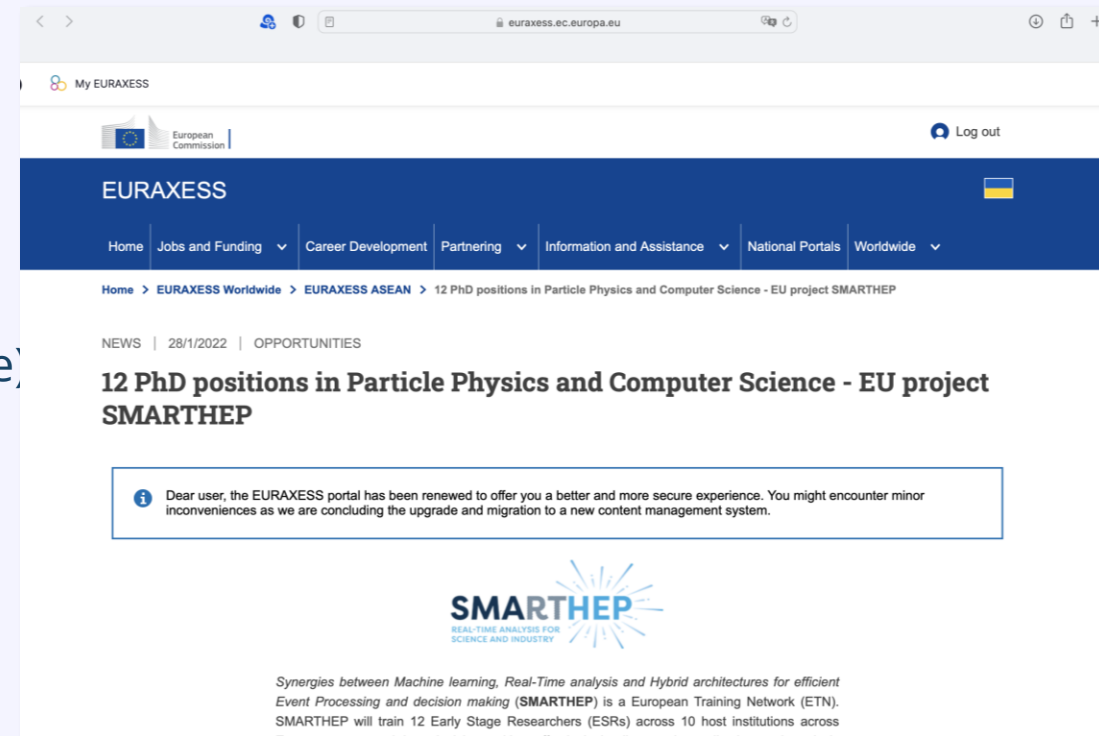 euraxess.ec.europa.eu
My EURAXESS
European
Commission
Log out
EURAXESS
Home Jobs and Funding Career Development Partnering Information and Assistance National Portals Worldwide
Home > EURAXESS Worldwide > EURAXESS ASEAN > 12 PhD positions in Particle Physics and Computer Science - EU project SMARTHEP
NEWS | 28/1/2022 | OPPORTUNITIES
e)
12 PhD positions in Particle Physics and Computer Science - EU project
SMARTHEP
Dear user, the EURAXESS portal has been renewed to offer you a better and more secure experience. You might encounter minor
inconveniences as we are concluding the upgrade and migration to a new content management system.
SMARTHEP
REAL-TIME ANALYSIS FOR
SCIENCE AND INDUSTRY
Synergies between Machine learning, Real-Time analysis and Hybrid architectures for efficient
Event Processing and decision making (SMARTHEP) is a European Training Network (ETN).
SMARTHEP will train 12 Early Stage Researchers (ESRs) across 10 host institutions across